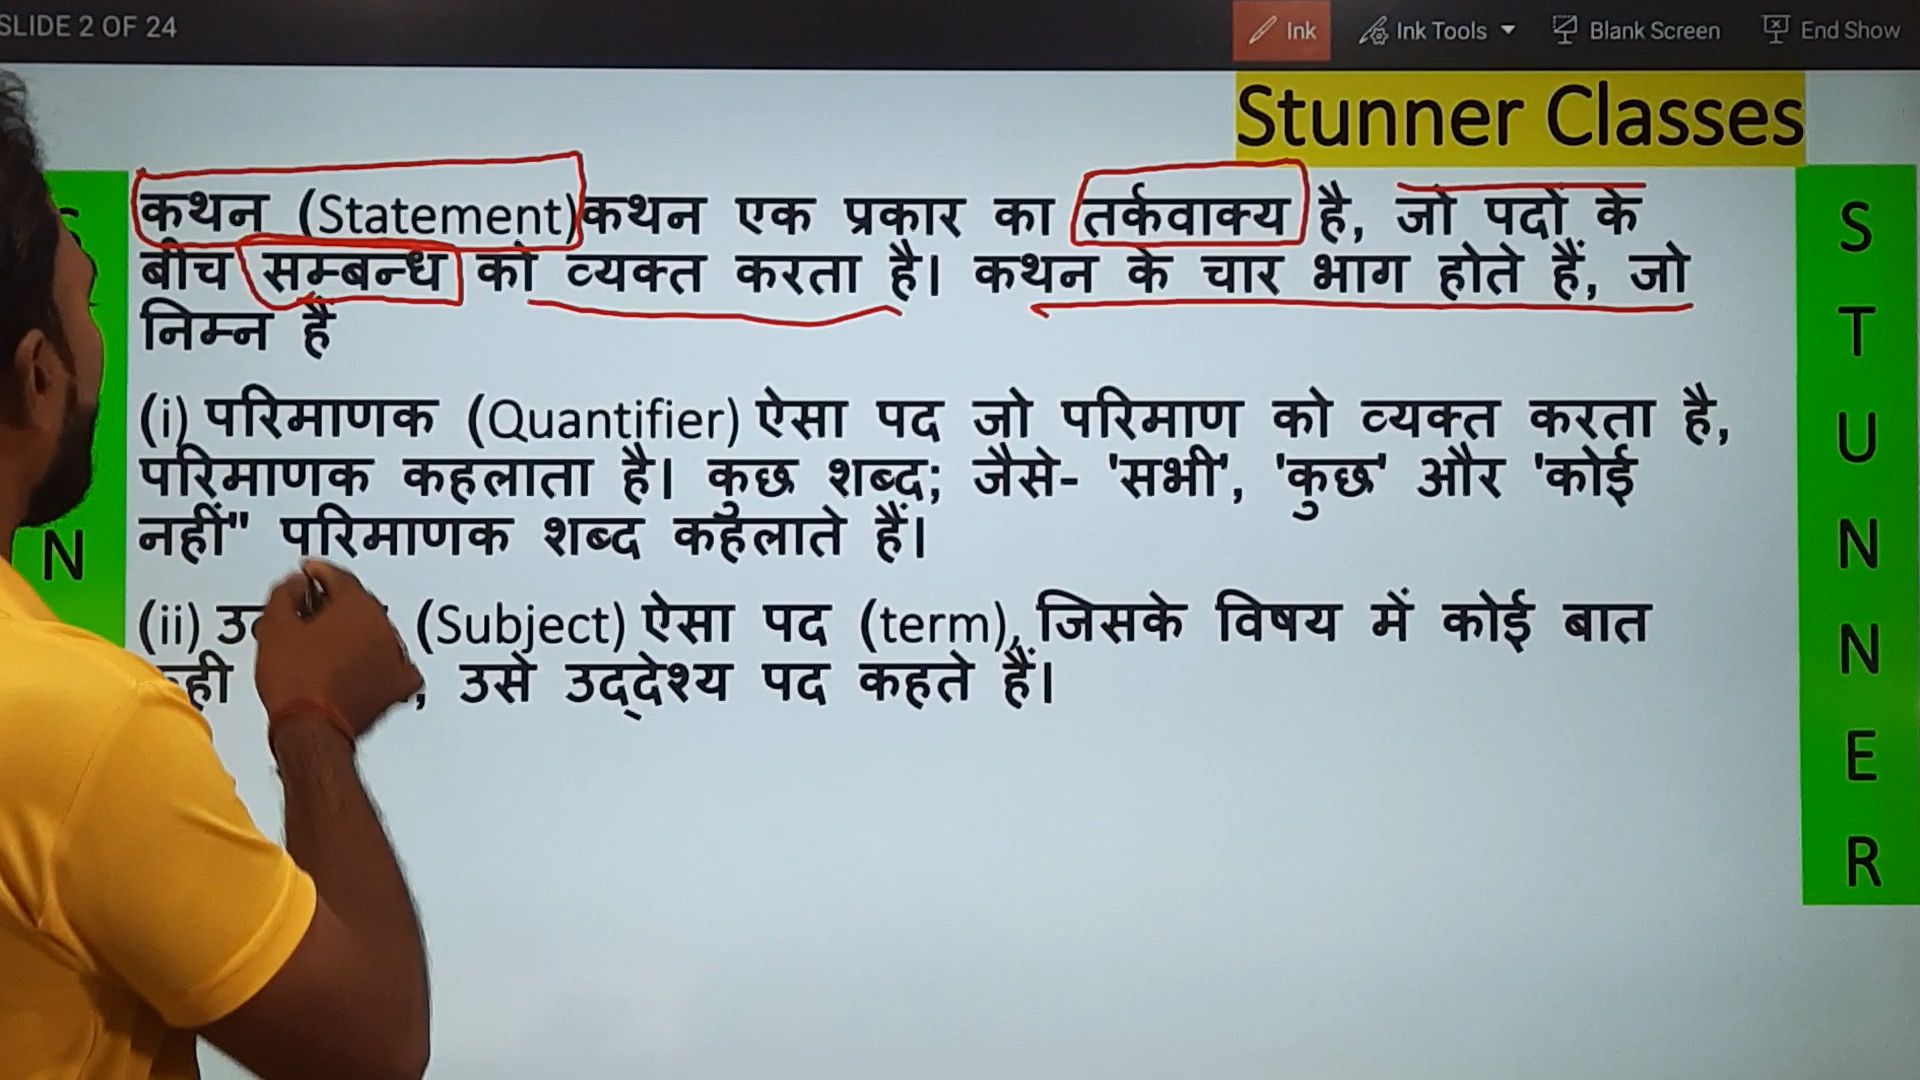 SLIDE 2 OF 24
Ink
Ink Tools
Blank Screen
End Show
Stunner Classes
कथन (Statement)कथन एक प्रकार का तर्कवाक्य है, जो पदों के
बीच सम्बन्ध को व्यक्त करता है। कथन के चार भाग होते हैं, जो
निम्न है
(i) परिमाणक (Quantifier) ऐसा पद जो परिमाण को व्यक्त करता है,
परिमाणक कहलाता है। कुछ शब्द; जैसे- 'सभी', 'कुछ' और 'कोई
नहीं" परिमाणक शब्द कहलाते हैं।
(ii) (Subject) ऐसा पद (term), जिसके विषय में कोई बात
उसे उद्देश्य पद कहते हैं।
N
S
T
U
N
N
E
R